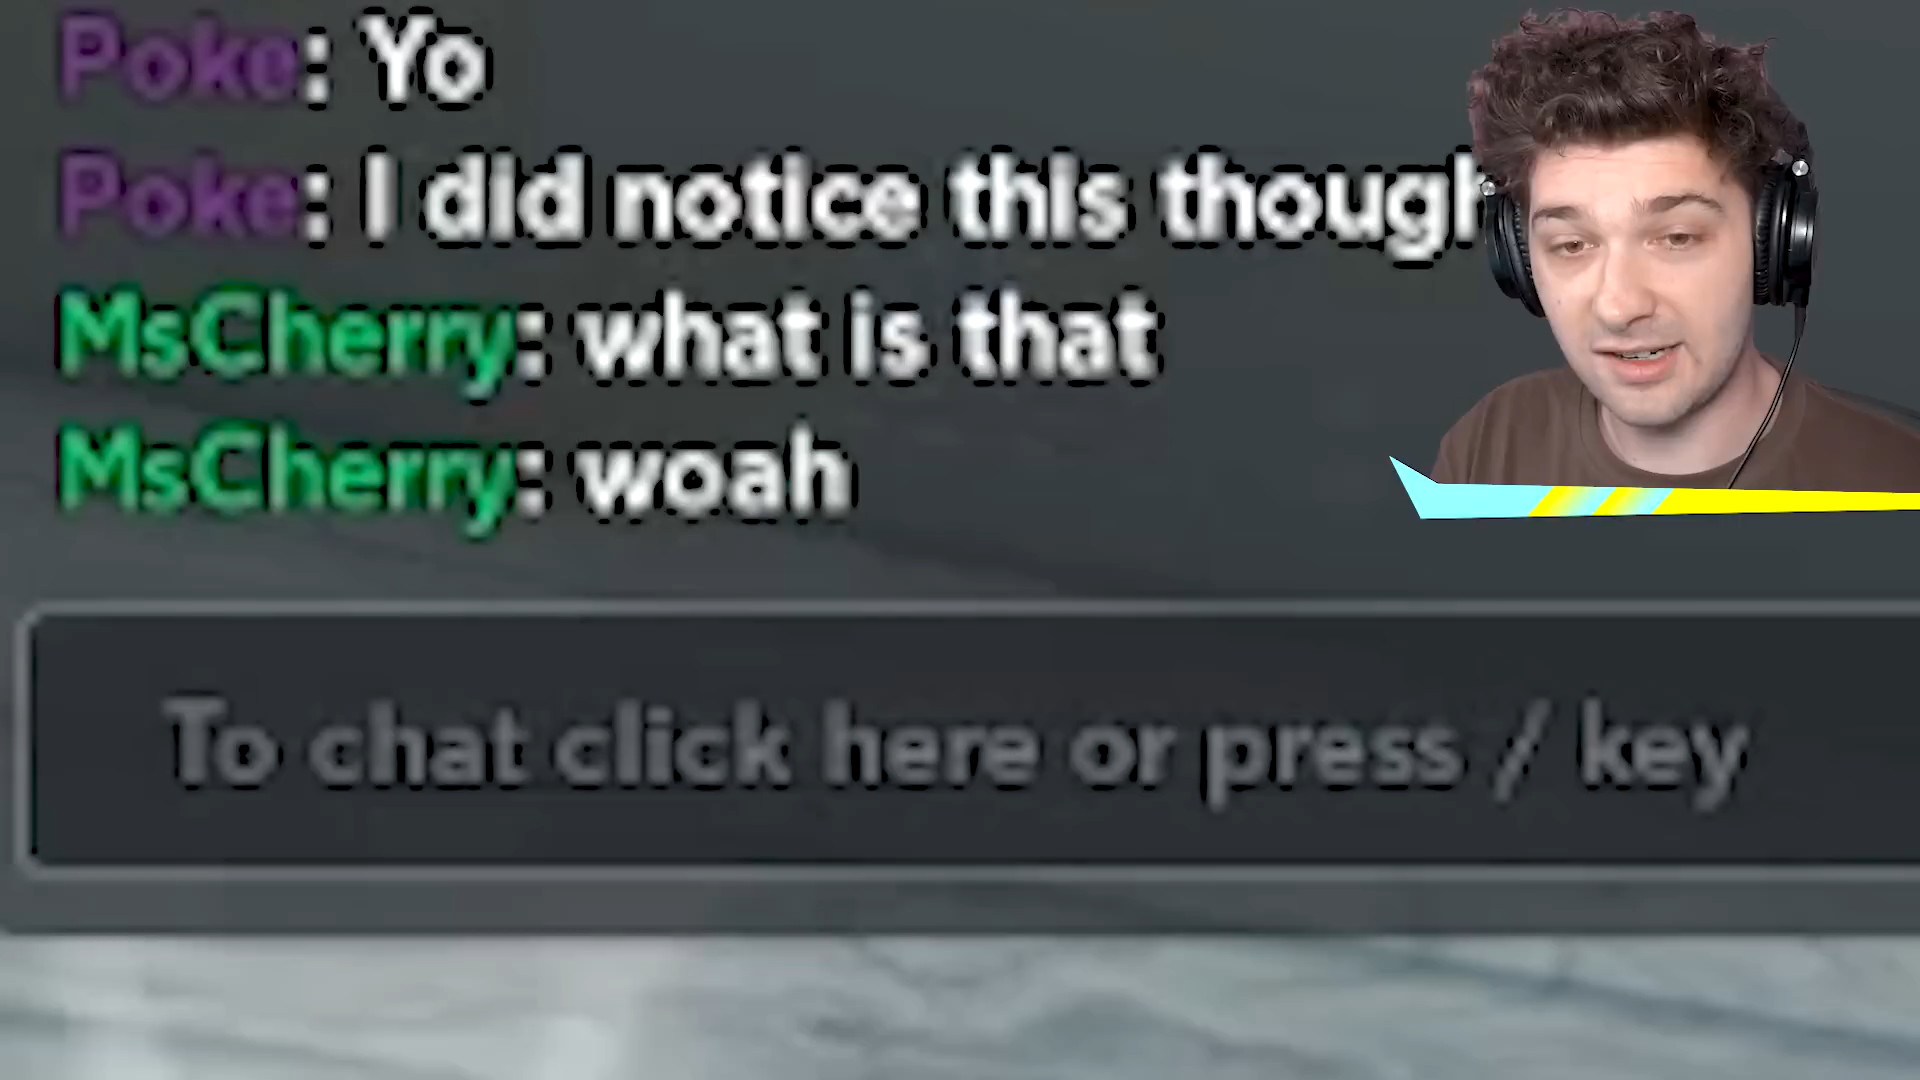 Poke: Yo
Poke: I did notice this though
MsCherry: what is that
MsCherry: woah
To chat click here or press / key